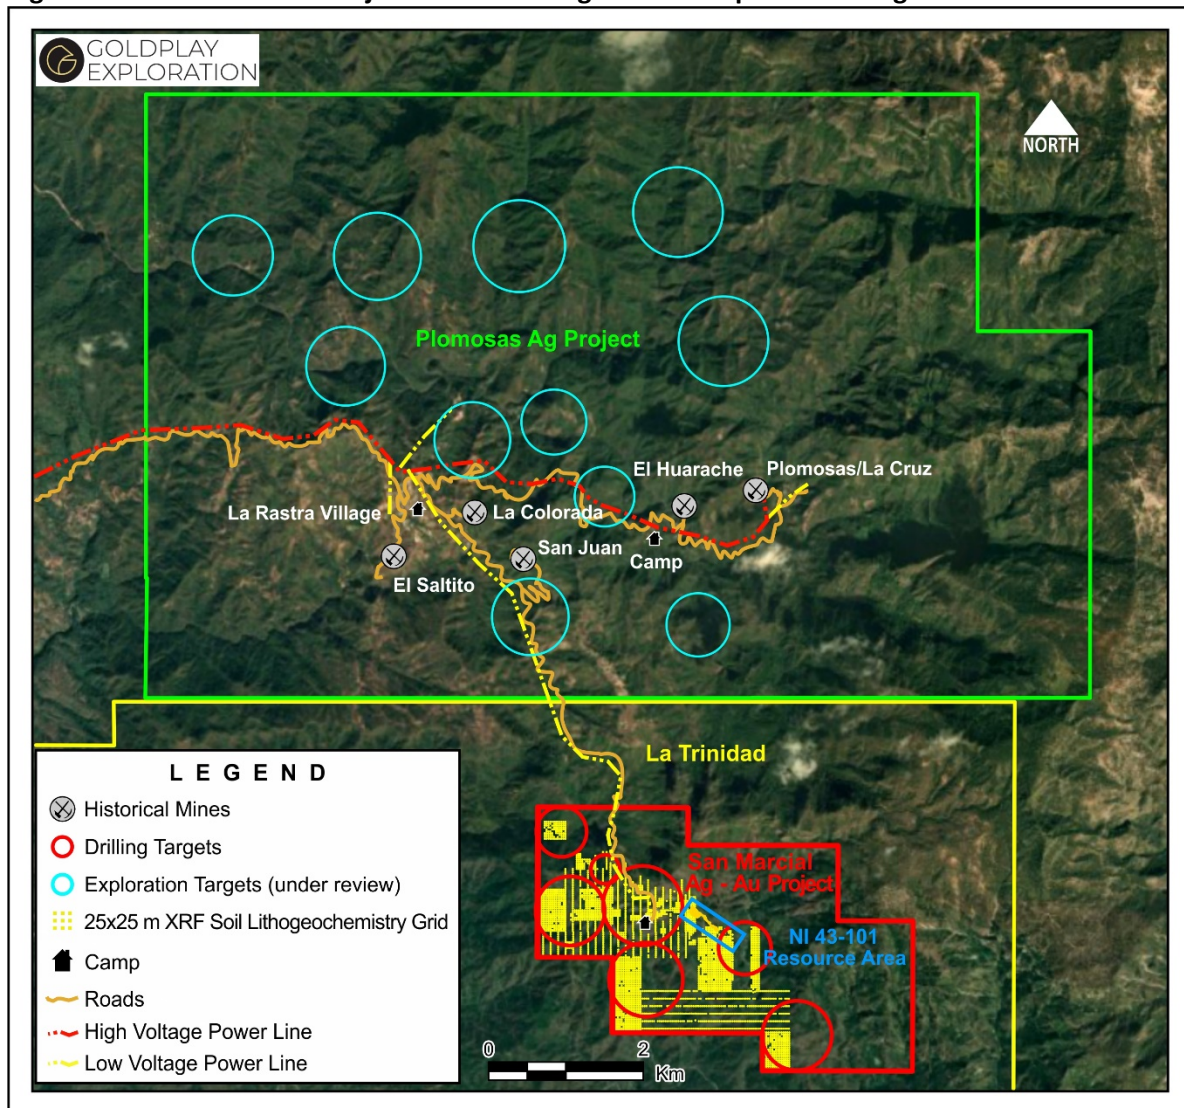 GOLDPLAY
EXPLORATION
NORTH
Plomosas Ag Project
El Huarache
Plomosas/La Cruz
La Rastra Village
La Colorada
San Juan
Camp
El Saltito
La Trinidad
San Marcial
Ag - Au Project
NI 43-101
Resource Area
LEGEND
Historical Mines
Drilling Targets
Exploration Targets (under review)
25x25 m XRF Soil Lithogeochemistry Grid
Camp
Roads
High Voltage Power Line
Low Voltage Power Line
0 2
Km